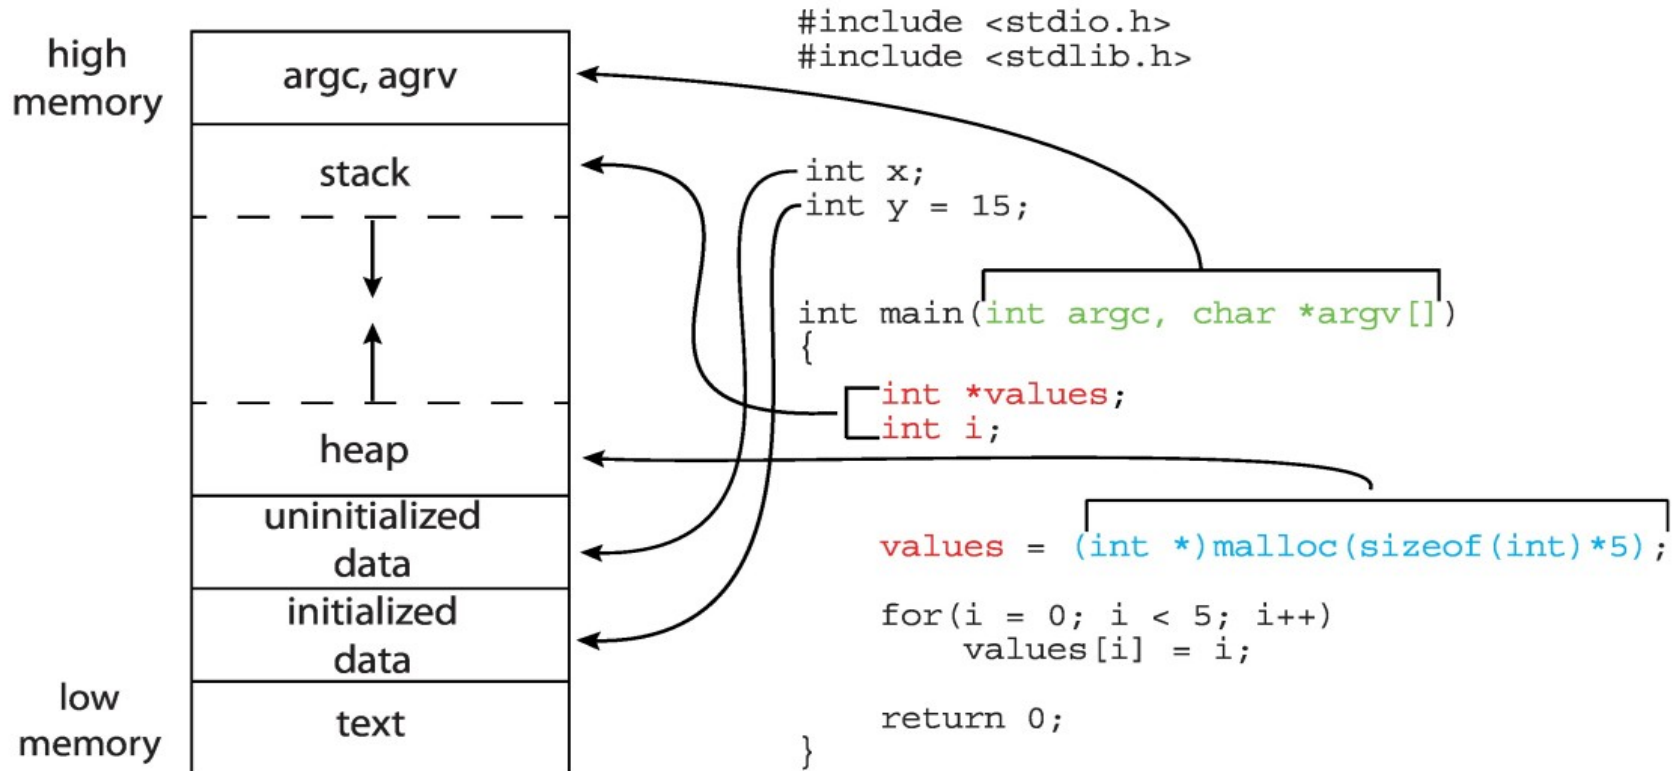 high
memory
argc, agrv
stack
heap
uninitialized
data
initialized
data
low
memory
text
#include <stdio.h>
#include <stdlib.h>
int x;
int y = 15;
int main(int argc, char *argv[])
{
int *values;
int i;
values = (int *)malloc(sizeof(int)*5);
for(i = 0; i < 5; i++)
values[i] = i;
return 0;
}